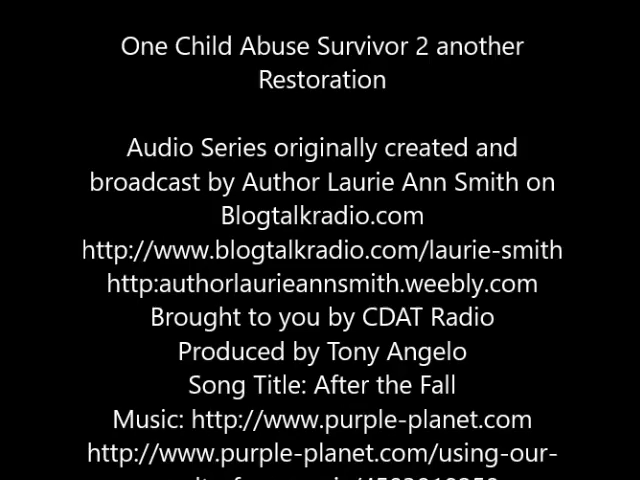 One Child Abuse Survivor 2 another
Restoration
Audio Series originally created and
broadcast by Author Laurie Ann Smith on
Blogtalkradio.com
http://www.blogtalkradio.com/laurie-smith
http:authorlaurieannsmith.weebly.com
Brought to you by CDAT Radio
Produced by Tony Angelo
Song Title: After the Fall
Music: http://www.purple-planet.com
http://www.purple-planet.com/using-our-